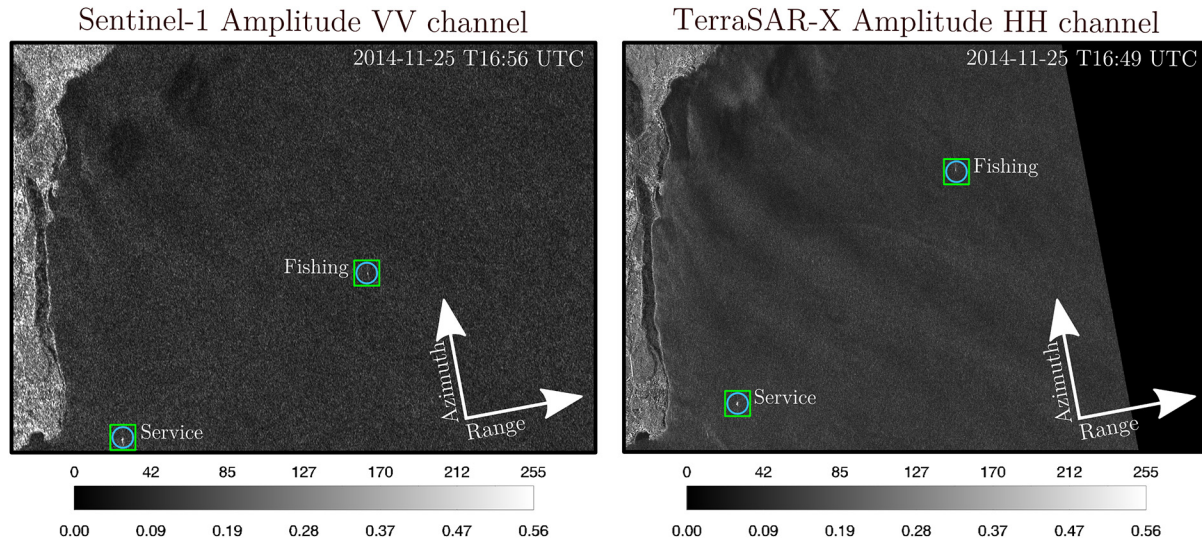 Sentinel-1 Amplitude VV channel
2014-11-25 T16:56 UTC
Fishing
Azimuth
Range
Service
0 42 85 127 170 212 255
0.00 0.09 0.19 0.28 0.37 0.47 0.56
TerraSAR-X Amplitude HH channel
2014-11-25 T16:49 UTC
Fishing
Service
Azimuth
Range
0 42 85 127 170 212 255
0.00 0.09 0.19 0.28 0.37 0.47 0.56